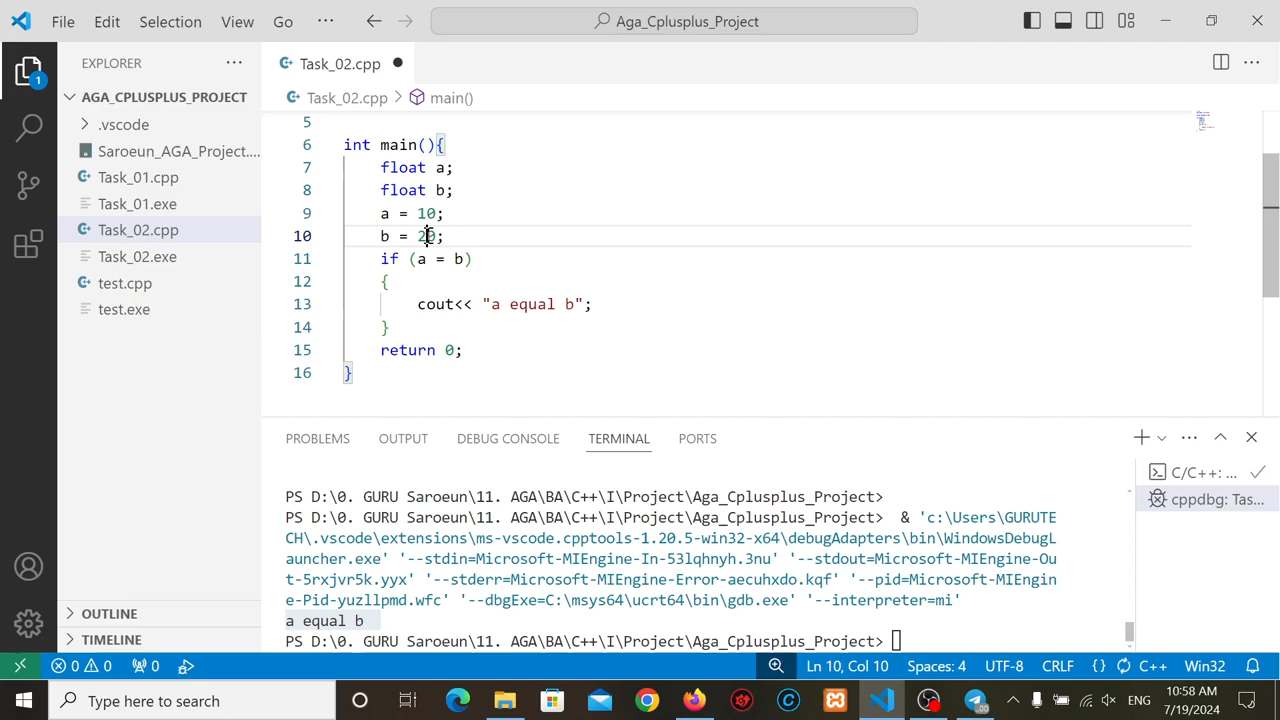 File Edit Selection View Go ··· Aga_Cplusplus_Project
EXPLORER ···
AGA_CPLUSPLUS_PROJECT
.vscode
Saroeun_AGA_Project....
Task_01.cpp
Task_01.exe
Task_02.cpp
Task_02.exe
test.cpp
test.exe
OUTLINE
TIMELINE
Task_02.cpp
Task_02.cpp > main()
5
6 int main(){
7 float a;
8 float b;
9 a = 10;
10 b = 20;
11 if (a = b)
12 {
13 cout<< "a equal b";
14 }
15 return 0;
16 }
PROBLEMS OUTPUT DEBUG CONSOLE TERMINAL PORTS
PS D:\0. GURU Saroeun\11. AGA\BA\C++\I\Project\Aga_Cplusplus_Project>
PS D:\0. GURU Saroeun\11. AGA\BA\C++\I\Project\Aga_Cplusplus_Project> & 'c:\Users\GURUTE
CH\.vscode\extensions\ms-vscode.cpptools-1.20.5-win32-x64\debugAdapters\bin\WindowsDebugL
auncher.exe' '--stdin=Microsoft-MIEngine-In-53lqhnyh.3nu' '--stdout=Microsoft-MIEngine-Ou
t-5rxjvr5k.yyx' '--stderr=Microsoft-MIEngine-Error-aecuhxdo.kqf' '--pid=Microsoft-MIEngin
e-Pid-yuzllpmd.wfc' '--dbgExe=C:\msys64\ucrt64\bin\gdb.exe' '--interpreter=mi'
a equal b
PS D:\0. GURU Saroeun\11. AGA\BA\C++\I\Project\Aga_Cplusplus_Project>
C/C++: ...
cppdbg: Tas...
0 0 0 Ln 10, Col 10 Spaces: 4 UTF-8 CRLF {} C++ Win32
Type here to search ENG
10:58 AM
7/19/2024